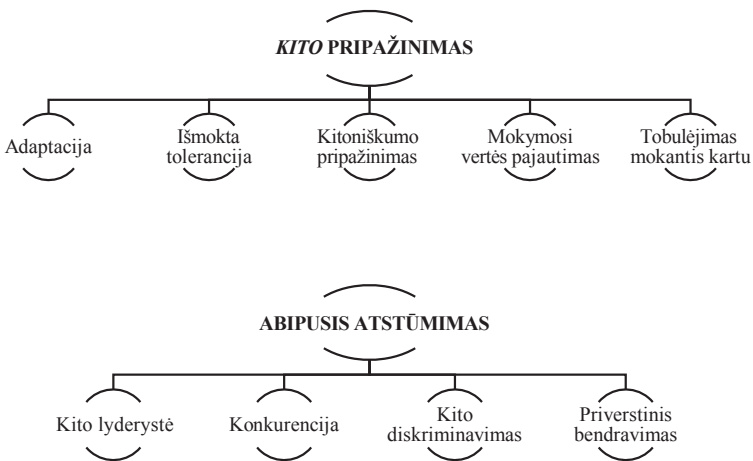 KITO PRIPAŽINIMAS
Adaptacija
Išmokta
tolerancija
Kitoniškumo
pripažinimas
Mokymosi
vertės pajautimas
Tobulėjimas
mokantis kartu
ABIPUSIS ATSTŪMIMAS
Kito lyderystė
Konkurencija
Kito
diskriminavimas
Priverstinis
bendravimas